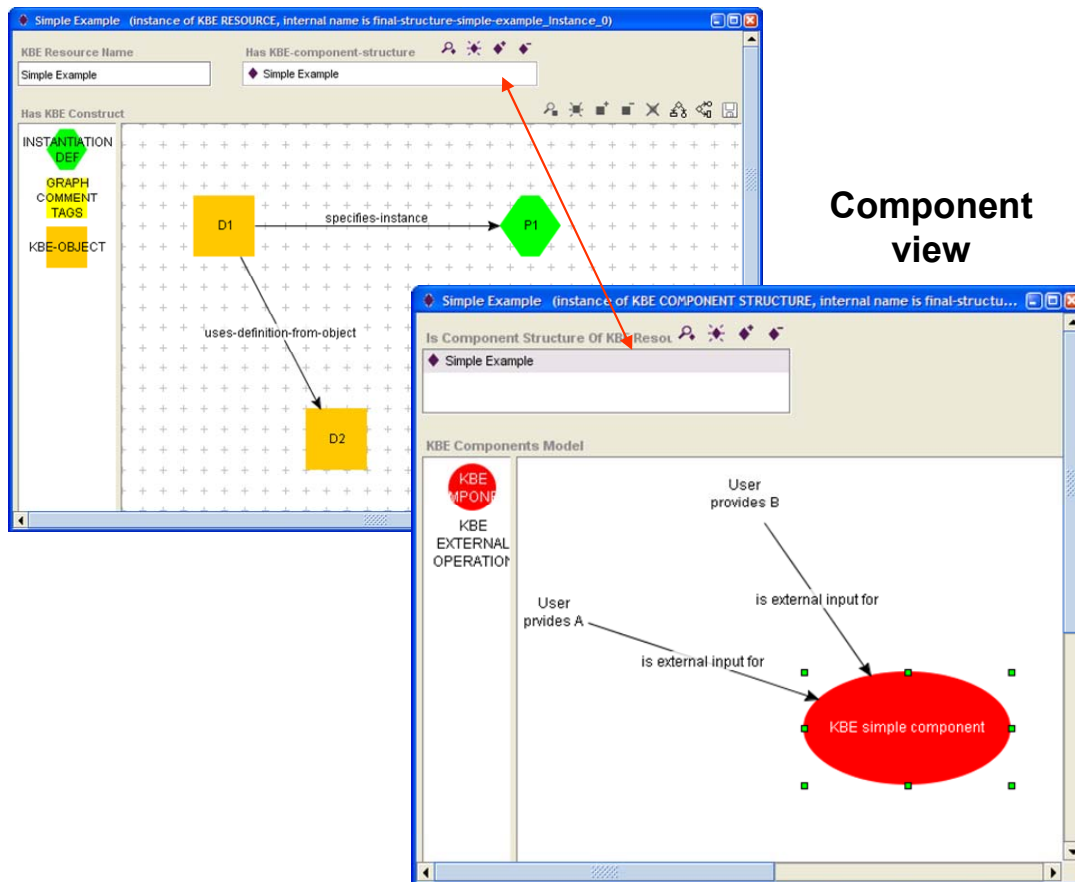 Simple Example (instance of KBE RESOURCE, internal name is final-structure-simple-example_Instance_0)
KBE Resource Name
Has KBE-component-structure
Simple Example
Simple Example
Has KBE Construct
INSTANTIATION
DEF
GRAPH
COMMENT
TAGS
KBE-OBJECT
D1
specifies-instance
P1
uses-definition-from-object
D2
Component
view
Simple Example (instance of KBE COMPONENT STRUCTURE, internal name is final-structu...
Is Component Structure Of KBE Resou
Simple Example
KBE Components Model
KBE
MPONE
KBE
EXTERNAL
OPERATION
User
provides B
is external input for
User
prvides A
is external input for
KBE simple component